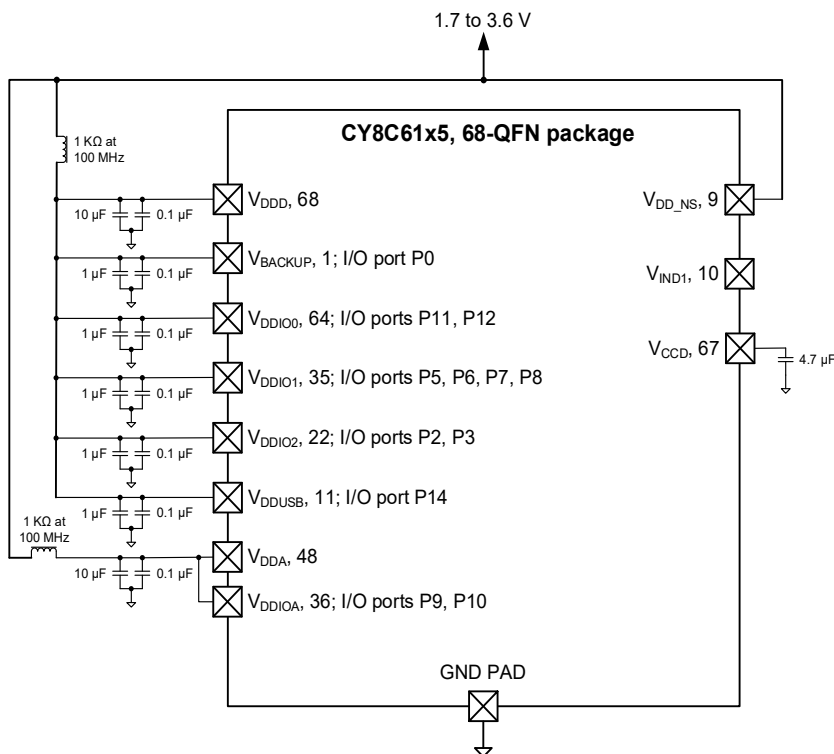 1.7 to 3.6 V
CY8C61x5, 68-QFN package
1 KΩ at
100 MHz
10 µF
0.1 µF
VDDD, 68
VDD_NS, 9
1 µF
0.1 µF
VBACKUP, 1; I/O port P0
VIND1, 10
1 µF
0.1 µF
VDDIO0, 64; I/O ports P11, P12
VCCD, 67
4.7 µF
1 µF
0.1 µF
VDDIO1, 35; I/O ports P5, P6, P7, P8
1 µF
0.1 µF
VDDIO2, 22; I/O ports P2, P3
1 µF
0.1 µF
VDDUSB, 11; I/O port P14
1 KΩ at
100 MHz
10 µF
0.1 µF
VDDA, 48
VDDIOA, 36; I/O ports P9, P10
GND PAD